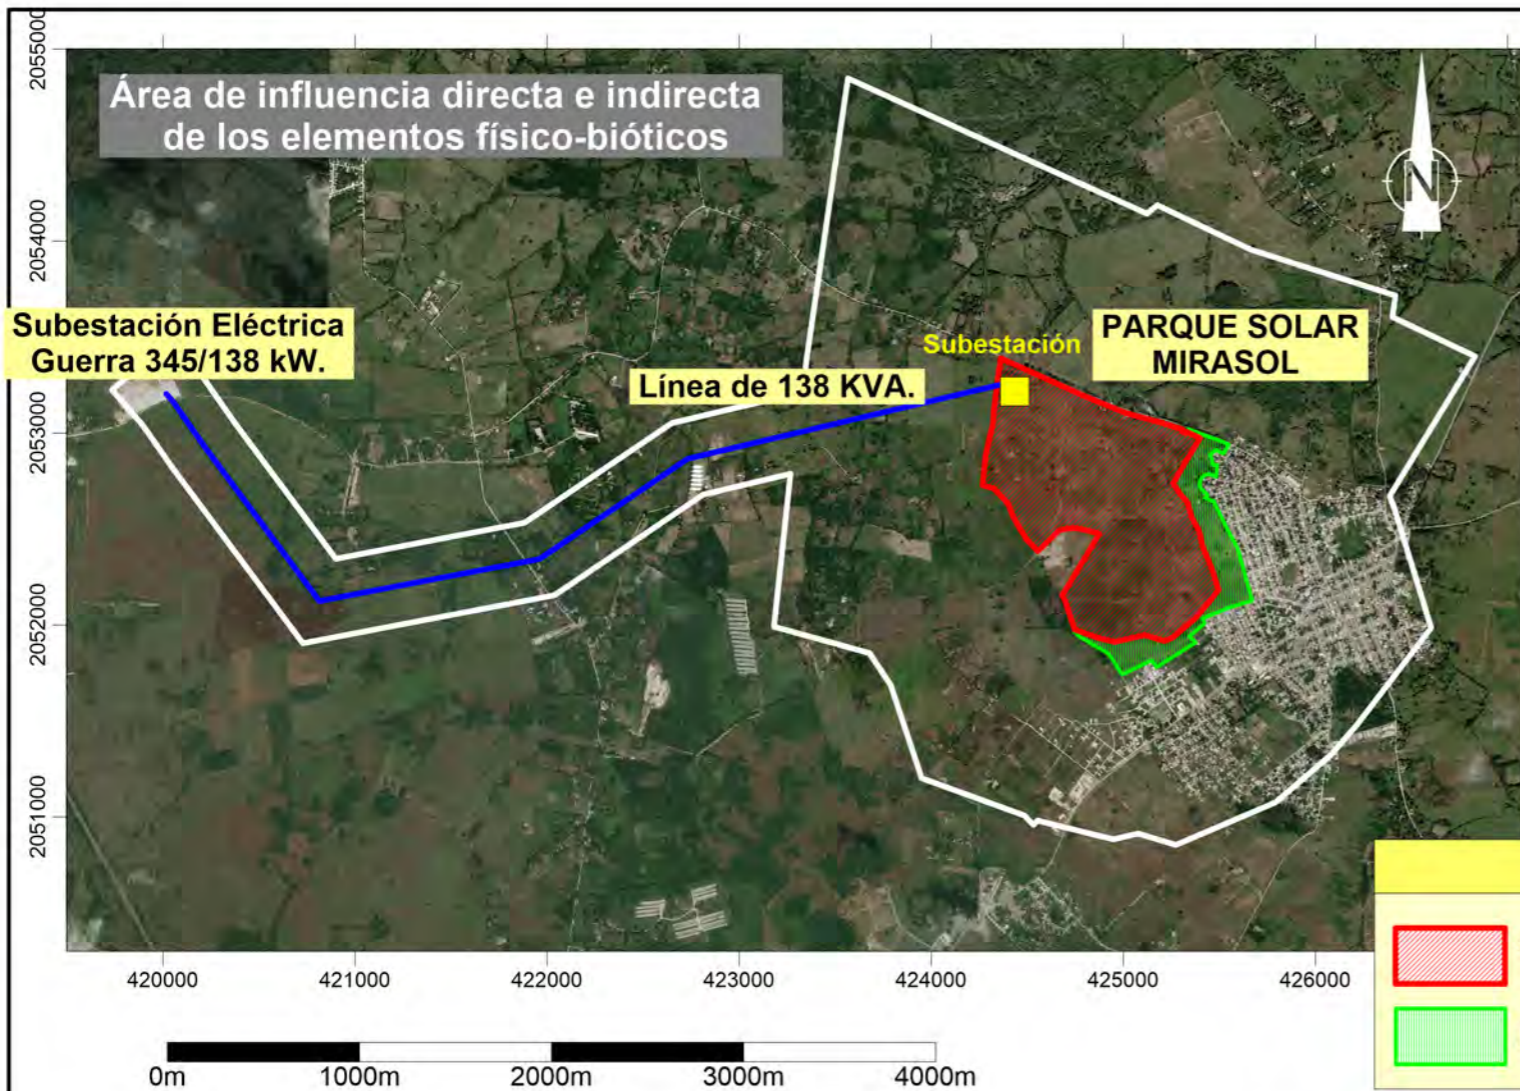 Área de influencia directa e indirecta
de los elementos físico-bióticos
N
Subestación Eléctrica
Guerra 345/138 kW.
Línea de 138 KVA.
Subestación
PARQUE SOLAR
MIRASOL
2055000
2054000
2053000
2052000
2051000
420000
421000
422000
423000
424000
425000
426000
0m
1000m
2000m
3000m
4000m